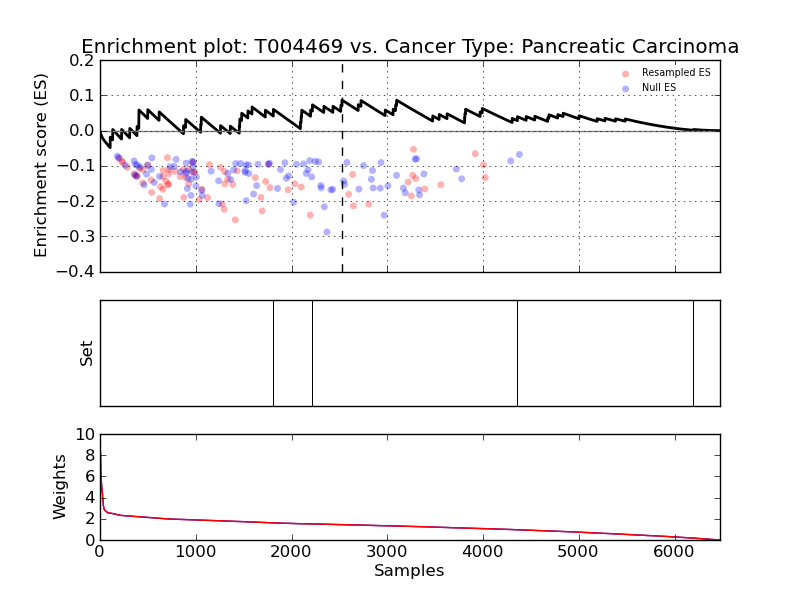 Enrichment plot: T004469 vs. Cancer Type: Pancreatic Carcinoma
0.2
0.1
0.0
−0.1
−0.2
−0.3
−0.4
Enrichment score (ES)
Resampled ES
Null ES
Set
10
8
6
4
2
0
Weights
0
1000
2000
3000
4000
5000
6000
Samples